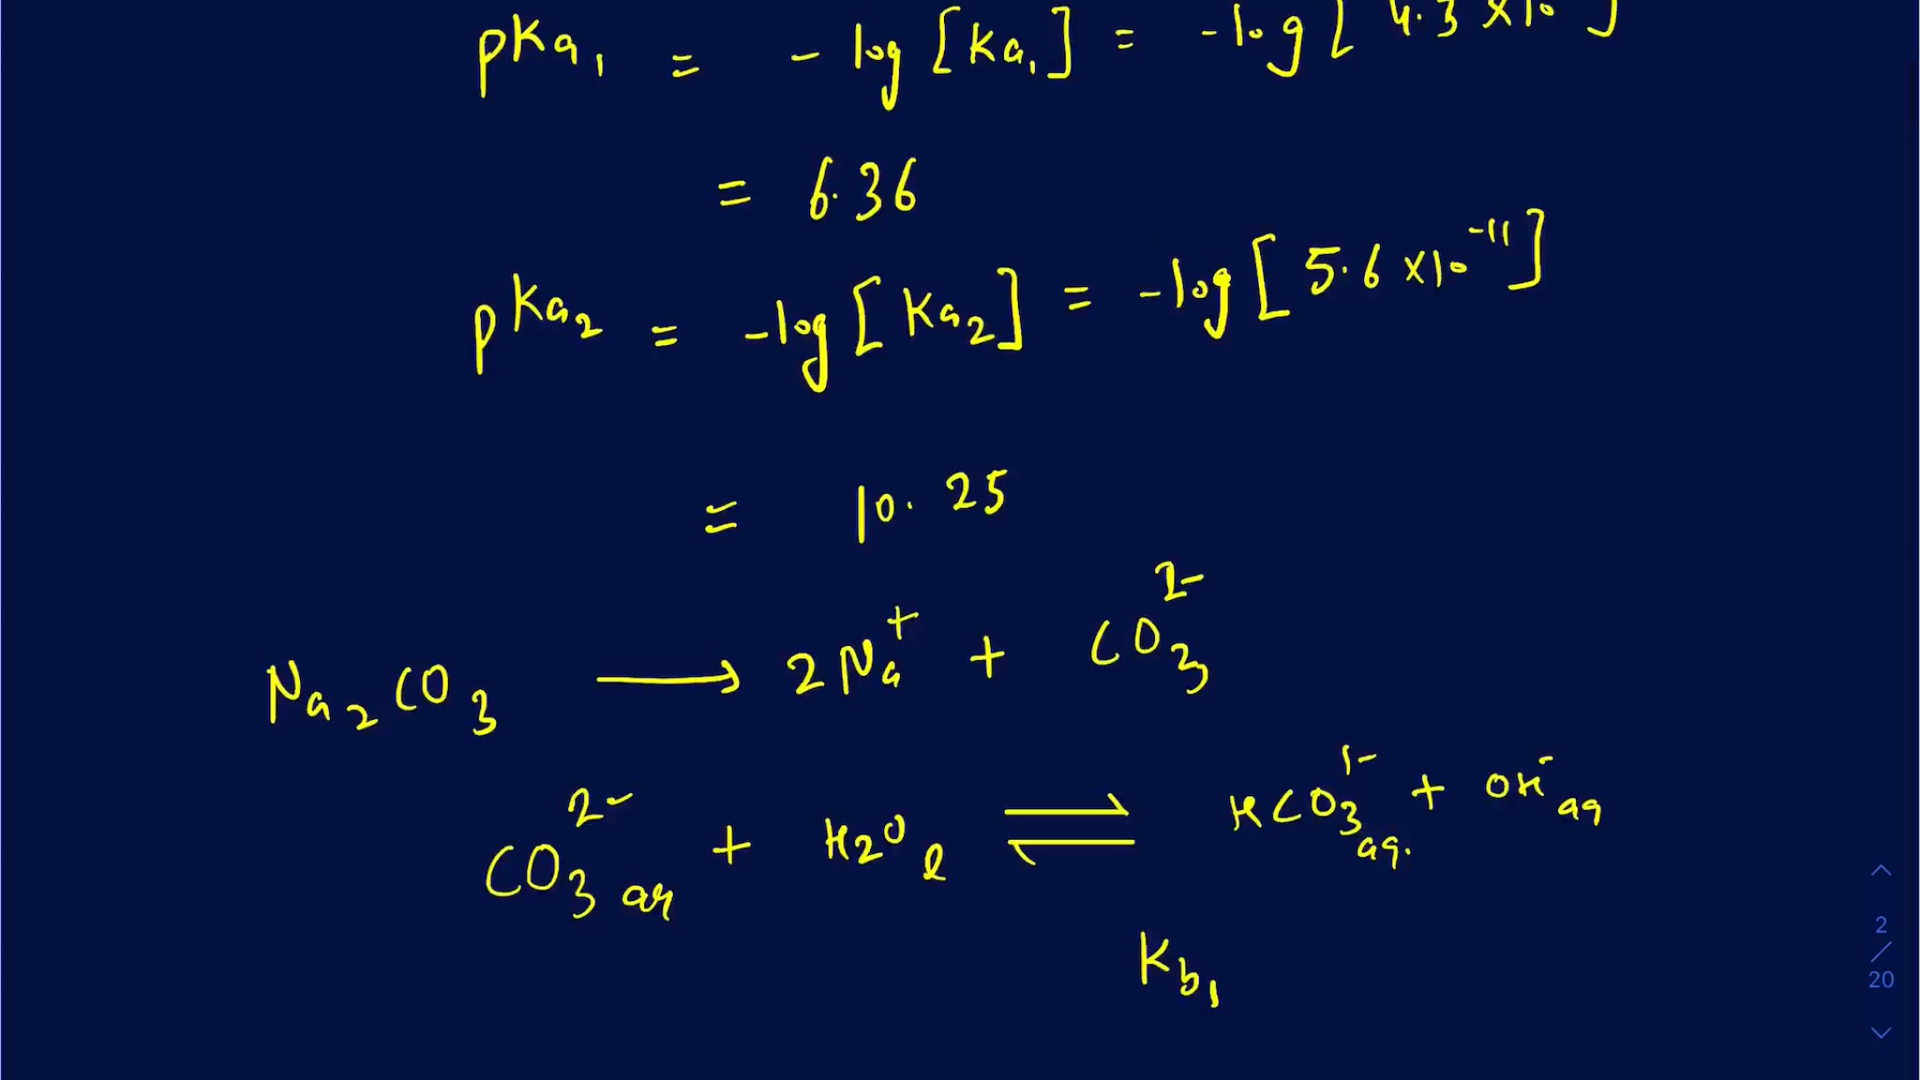 pKa₁ = - log [Ka₁] = -log [ 4.3 x10 ]
= 6.36
pKa₂ = -log [Ka₂] = -log [ 5.6 x10⁻¹¹ ]
= 10.25
Na₂CO₃ → 2Na⁺ + CO₃²⁻
CO₃²⁻ aq + H₂O l ⇌ HCO₃¹⁻ aq. + OH⁻ aq
Kb₁
2
/
20